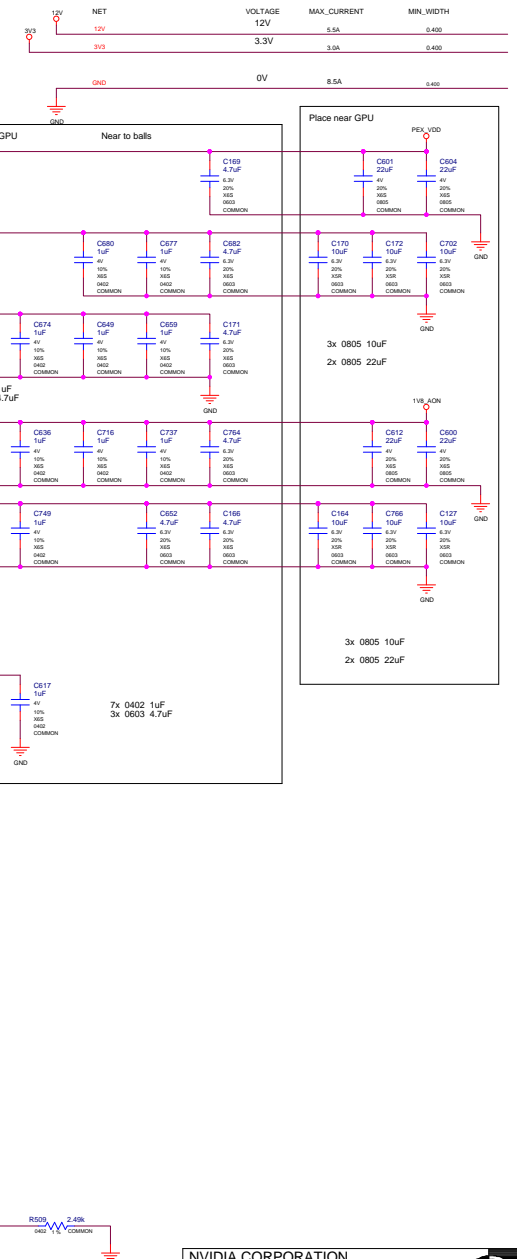 12V NET VOLTAGE MAX_CURRENT MIN_WIDTH
12V 12V 5.5A 0.400
3V3
3V3 3.3V 3.0A 0.400
GND 0V 8.5A 0.400
GND
GPU Near to balls
Place near GPU
PEX_VDD
C169 4.7uF 6.3V 20% X6S 0603 COMMON
C601 22uF 4V 20% X6S 0805 COMMON
C604 22uF 4V 20% X6S 0805 COMMON
GND
C680 1uF 4V 10% X6S 0402 COMMON
C677 1uF 4V 10% X6S 0402 COMMON
C682 4.7uF 6.3V 20% X6S 0603 COMMON
C170 10uF 6.3V 20% X5R 0603 COMMON
C172 10uF 6.3V 20% X5R 0603 COMMON
C702 10uF 6.3V 20% X5R 0603 COMMON
GND
C674 1uF 4V 10% X6S 0402 COMMON
C649 1uF 4V 10% X6S 0402 COMMON
C659 1uF 4V 10% X6S 0402 COMMON
C171 4.7uF 6.3V 20% X6S 0603 COMMON
GND
3x 0805 10uF
2x 0805 22uF
uF
.7uF
1V8_AON
C636 1uF 4V 10% X6S 0402 COMMON
C716 1uF 4V 10% X6S 0402 COMMON
C737 1uF 4V 10% X6S 0402 COMMON
C764 4.7uF 6.3V 20% X6S 0603 COMMON
C612 22uF 4V 20% X6S 0805 COMMON
C600 22uF 4V 20% X6S 0805 COMMON
GND
C749 1uF 4V 10% X6S 0402 COMMON
C652 4.7uF 6.3V 20% X6S 0603 COMMON
C166 4.7uF 6.3V 20% X6S 0603 COMMON
C164 10uF 6.3V 20% X5R 0603 COMMON
C766 10uF 6.3V 20% X5R 0603 COMMON
C127 10uF 6.3V 20% X5R 0603 COMMON
GND
3x 0805 10uF
2x 0805 22uF
C617 1uF 4V 10% X6S 0402 COMMON
GND
7x 0402 1uF
3x 0603 4.7uF
R509 2.49k
0402 1 % COMMON
NVIDIA CORPORATION